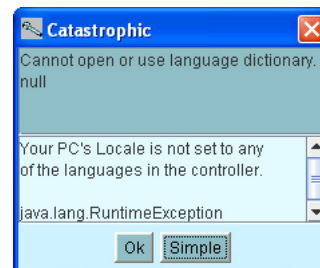 Catastrophic
Cannot open or use language dictionary.
null
Your PC's Locale is not set to any
of the languages in the controller.
java.lang.RuntimeException
Ok
Simple